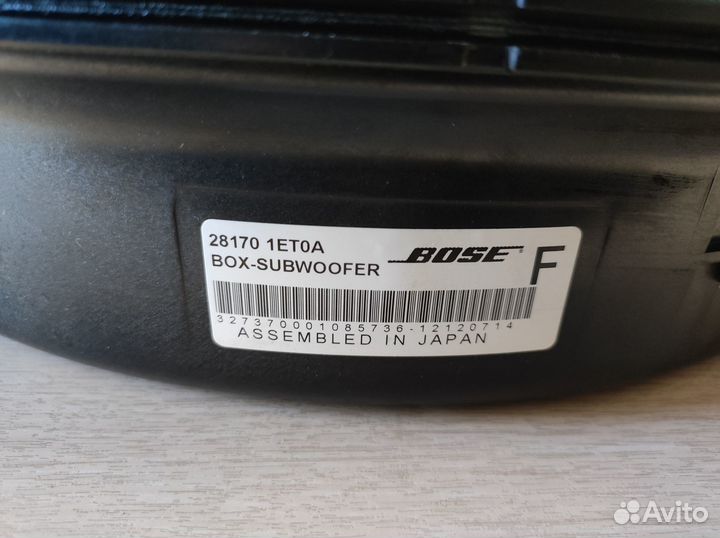 28170 1ET0A
BOX-SUBWOOFER
BOSE®
F
327370001085736-12120714
ASSEMBLED IN JAPAN
Avito